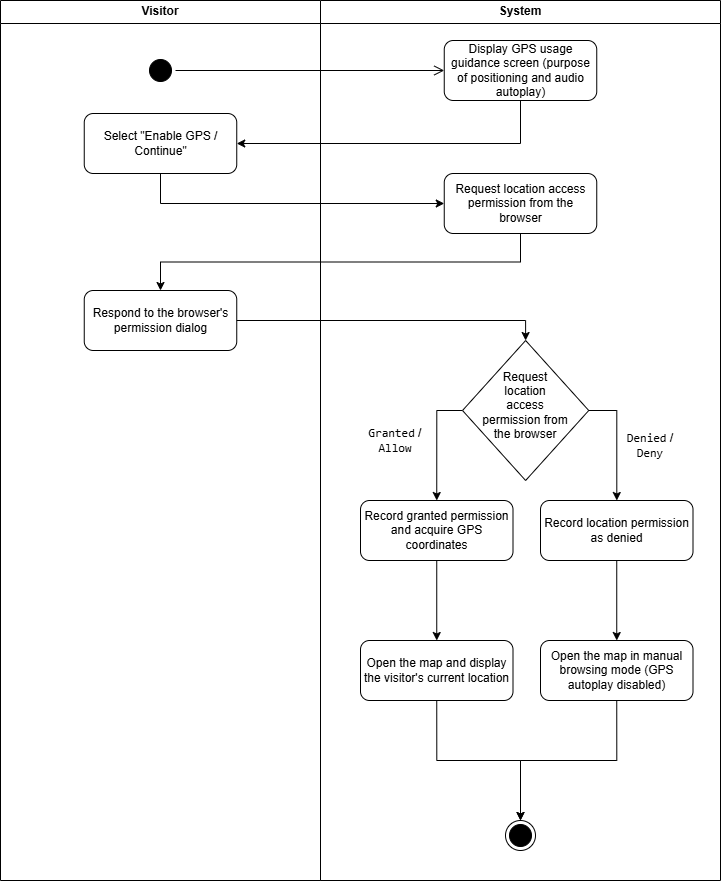 Visitor
System
Display GPS usage
guidance screen (purpose
of positioning and audio
autoplay)
Select "Enable GPS /
Continue"
Request location access
permission from the
browser
Respond to the browser's
permission dialog
Request
location
access
permission from
the browser
Granted /
Allow
Denied /
Deny
Record granted permission
and acquire GPS
coordinates
Record location permission
as denied
Open the map and display
the visitor's current location
Open the map in manual
browsing mode (GPS
autoplay disabled)